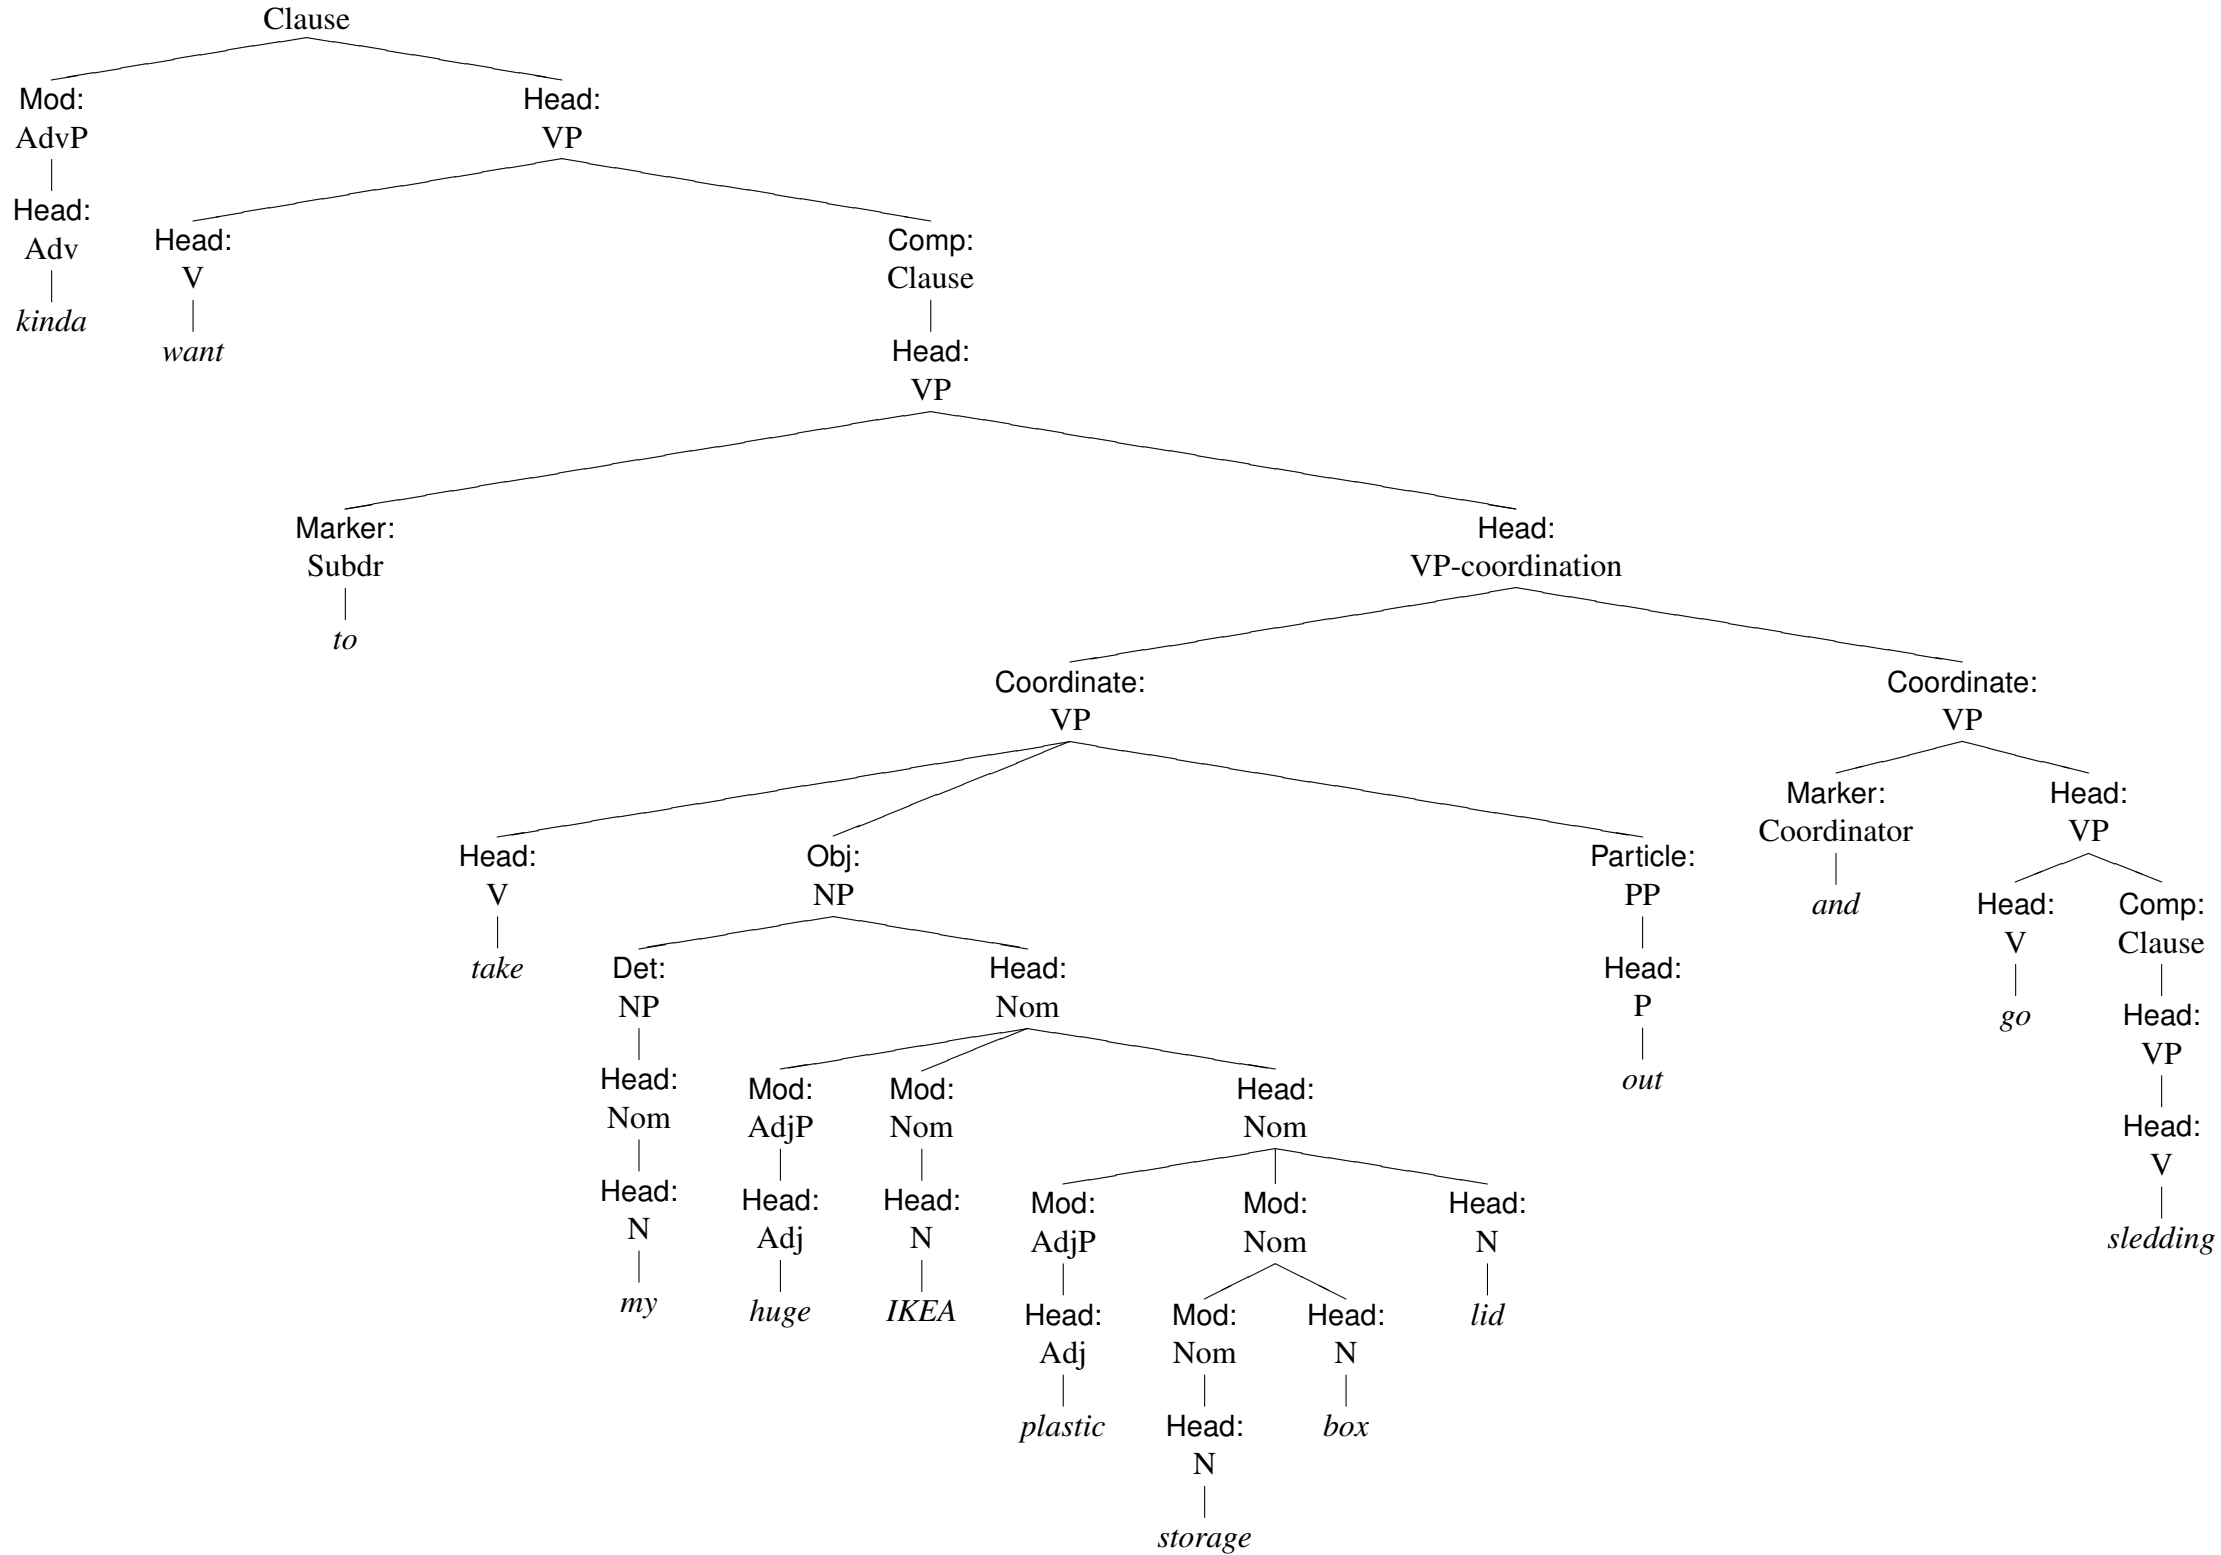 Clause
Mod: Head:
AdvP VP
Head: Head: Comp:
Adv V Clause
kinda want Head:
VP
Marker: Head:
Subdr VP-coordination
to
Coordinate: Coordinate:
VP VP
Marker: Head:
Coordinator VP
Head: Obj: Particle:
V NP PP
and Head: Comp:
V Clause
take Det: Head: Head:
NP Nom P
go Head:
VP
Head: Mod: Mod: Head: out
Nom AdjP Nom Nom
Head:
V
Head: Head: Head: Mod: Mod: Head:
N Adj N AdjP Nom N
sledding
my huge IKEA Head: Mod: Head: lid
Adj Nom N
plastic Head: box
N
storage